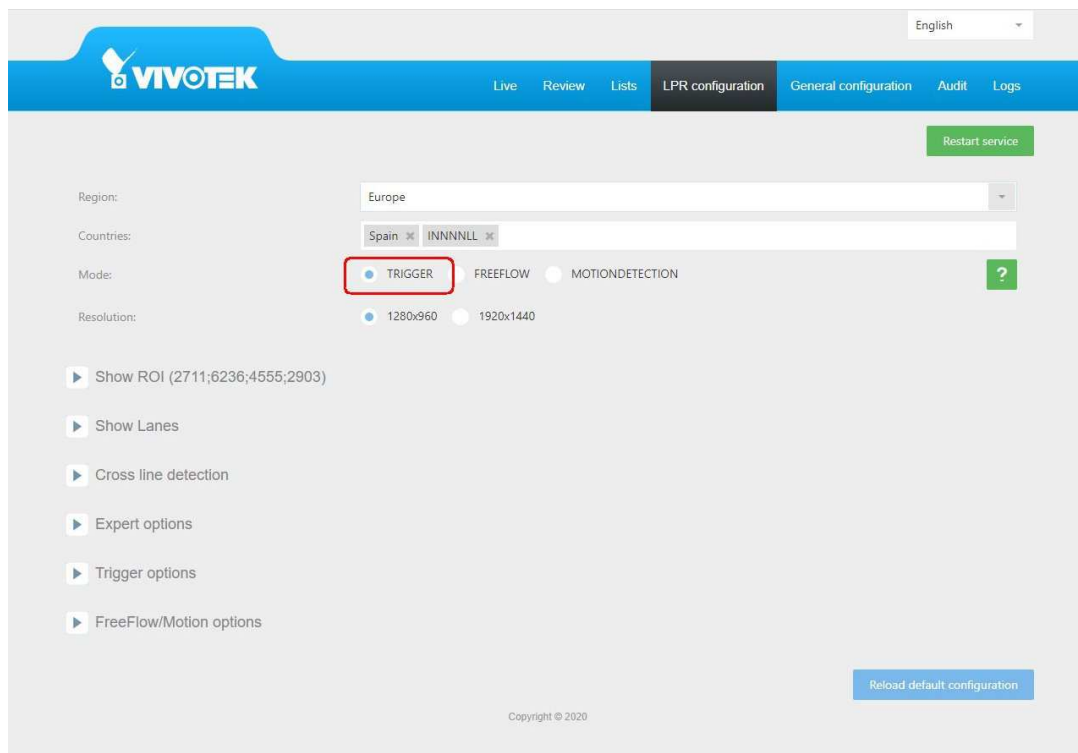 English
VIVOTEK
Live Review Lists LPR configuration General configuration Audit Logs
Restart service
Region: Europe
Countries: Spain INNNNLL
Mode: TRIGGER FREEFLOW MOTIONDETECTION ?
Resolution: 1280x960 1920x1440
Show ROI (2711;6236;4555;2903)
Show Lanes
Cross line detection
Expert options
Trigger options
FreeFlow/Motion options
Reload default configuration
Copyright © 2020